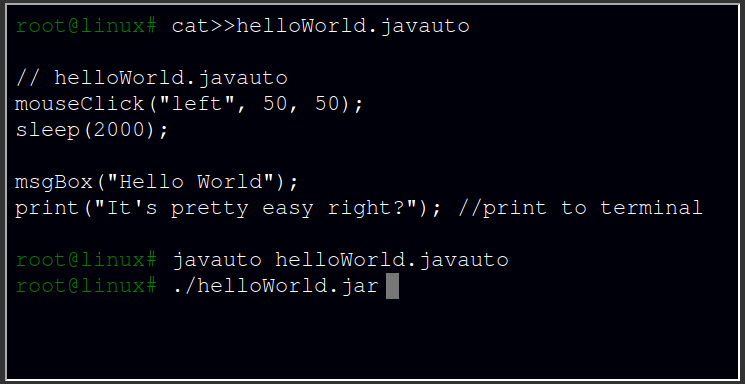 root@linux# cat>>helloWorld.javauto
// helloWorld.javauto
mouseClick("left", 50, 50);
sleep(2000);
msgBox("Hello World");
print("It's pretty easy right?"); //print to terminal
root@linux# javauto helloWorld.javauto
root@linux# ./helloWorld.jar